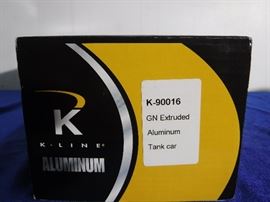 K
K-LINE®
ALUMINUM
K-90016
GN Extruded
Aluminum
Tank car